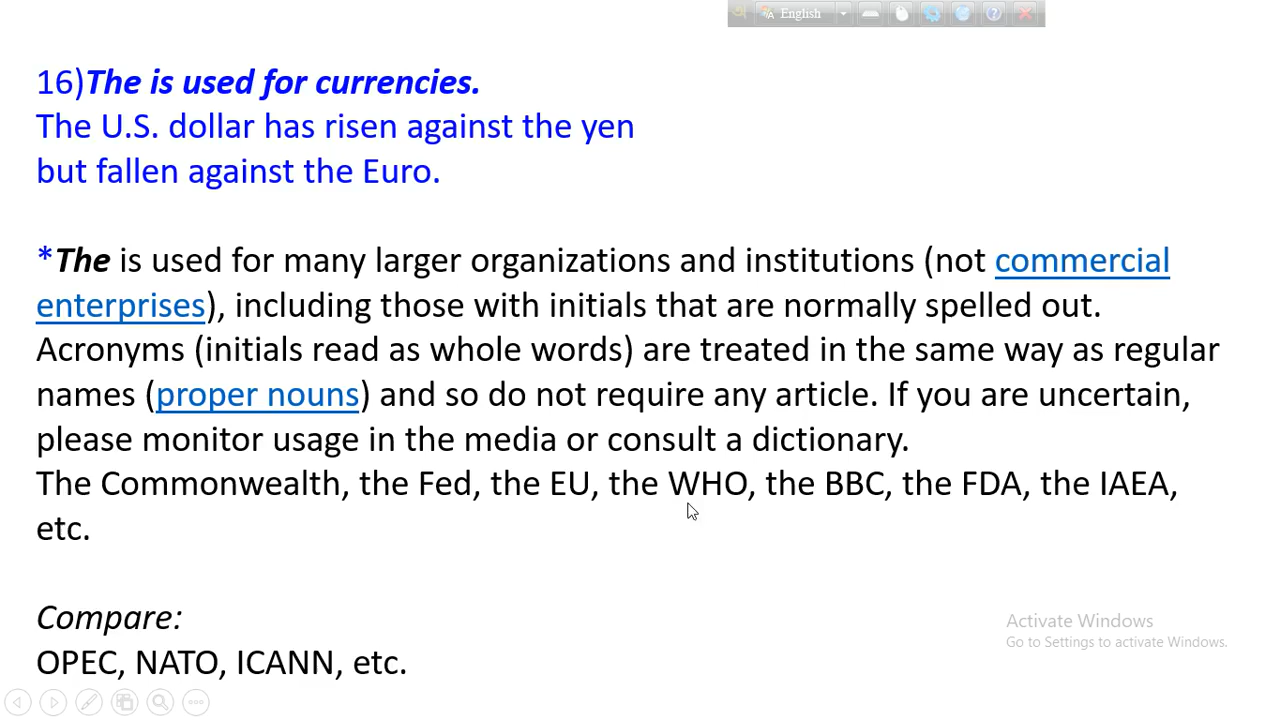 English
16)The is used for currencies.
The U.S. dollar has risen against the yen
but fallen against the Euro.
*The is used for many larger organizations and institutions (not commercial
enterprises), including those with initials that are normally spelled out.
Acronyms (initials read as whole words) are treated in the same way as regular
names (proper nouns) and so do not require any article. If you are uncertain,
please monitor usage in the media or consult a dictionary.
The Commonwealth, the Fed, the EU, the WHO, the BBC, the FDA, the IAEA,
etc.
Compare:
OPEC, NATO, ICANN, etc.
Activate Windows
Go to Settings to activate Windows.